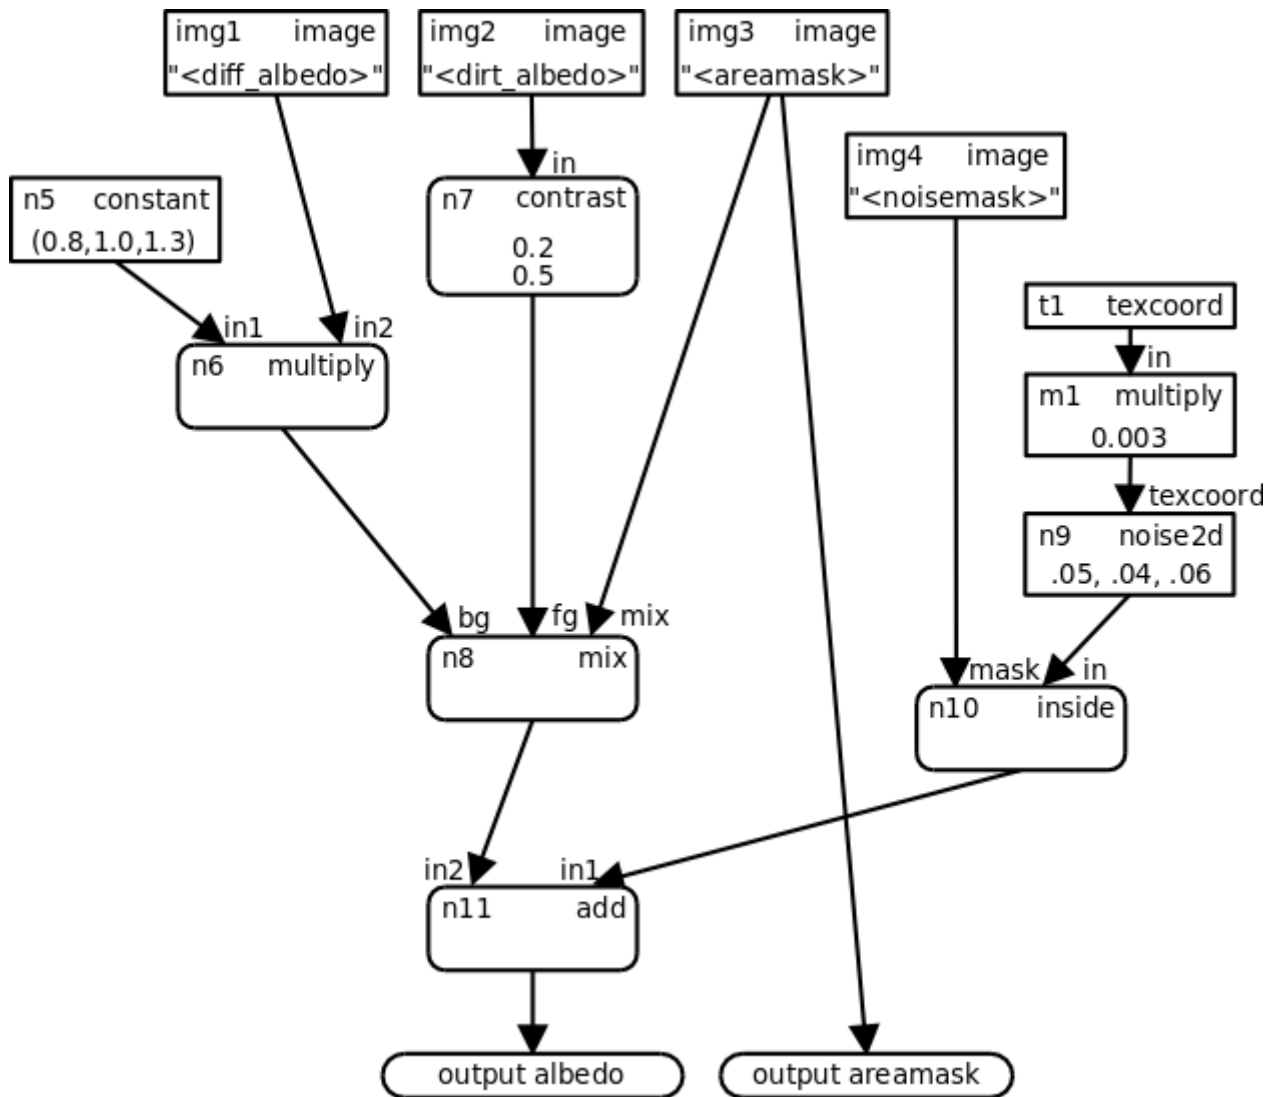 img1 image
"<diff_albedo>"
img2 image
"<dirt_albedo>"
img3 image
"<areamask>"
img4 image
"<noisemask>"
n5 constant
(0.8,1.0,1.3)
in
n7 contrast
0.2
0.5
t1 texcoord
in1 in2
n6 multiply
in
m1 multiply
0.003
texcoord
n9 noise2d
.05, .04, .06
bg fg mix
n8 mix
mask in
n10 inside
in2 in1
n11 add
output albedo
output areamask